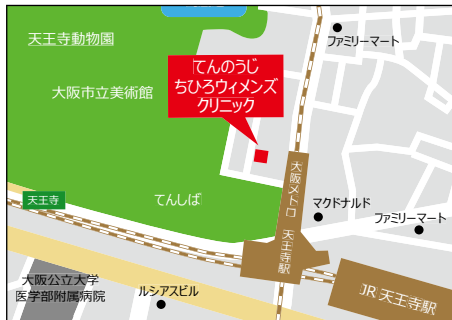 天王寺動物園
大阪市立美術館
てんのうじ
ちひろウィメンズ
クリニック
ファミリーマート
てんしば
天王寺
大阪メトロ 天王寺駅
マクドナルド
ファミリーマート
大阪公立大学
医学部附属病院
ルシアスビル
JR 天王寺駅